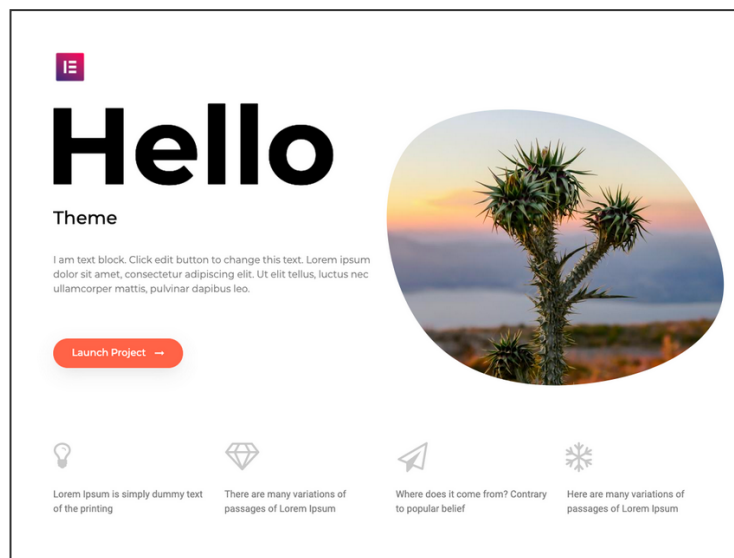 Hello
Theme
I am text block. Click edit button to change this text. Lorem ipsum
dolor sit amet, consectetur adipiscing elit. Ut elit tellus, luctus nec
ullamcorper mattis, pulvinar dapibus leo.
Launch Project →
Lorem Ipsum is simply dummy text
of the printing
There are many variations of
passages of Lorem Ipsum
Where does it come from? Contrary
to popular belief
Here are many variations of
passages of Lorem Ipsum